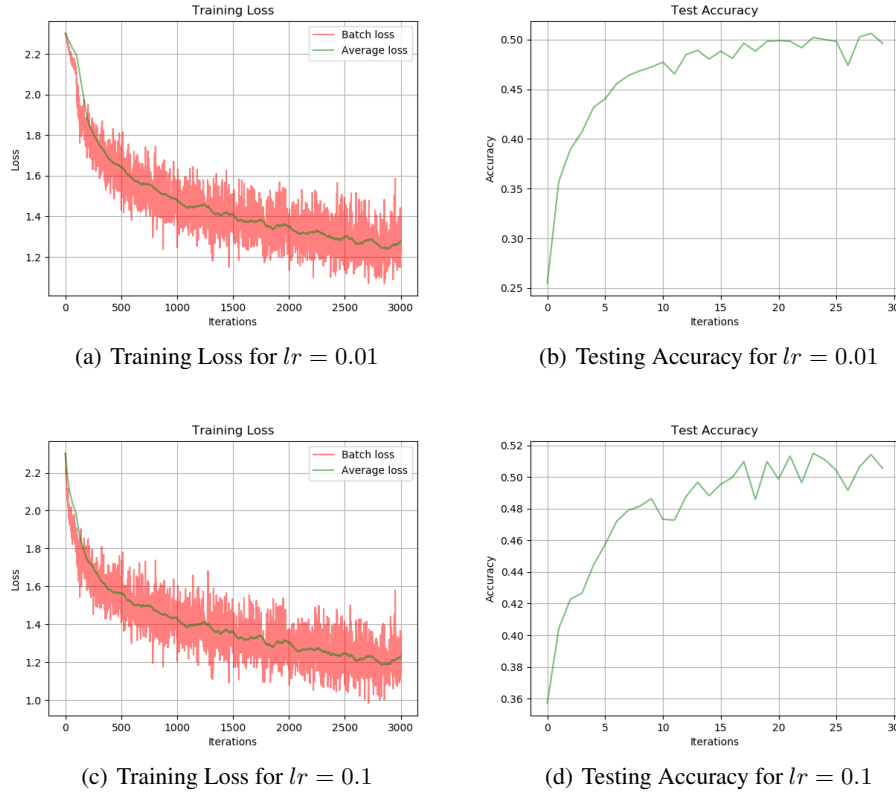 Training Loss
Batch loss
Average loss
2.2
2.0
1.8
1.6
1.4
1.2
Loss
0
500
1000
1500
2000
2500
3000
Iterations
(a) Training Loss for lr = 0.01
Test Accuracy
0.50
0.45
0.40
0.35
0.30
0.25
Accuracy
0
5
10
15
20
25
30
Iterations
(b) Testing Accuracy for lr = 0.01
Training Loss
Batch loss
Average loss
2.2
2.0
1.8
1.6
1.4
1.2
1.0
Loss
0
500
1000
1500
2000
2500
3000
Iterations
(c) Training Loss for lr = 0.1
Test Accuracy
0.52
0.50
0.48
0.46
0.44
0.42
0.40
0.38
0.36
Accuracy
0
5
10
15
20
25
30
Iterations
(d) Testing Accuracy for lr = 0.1